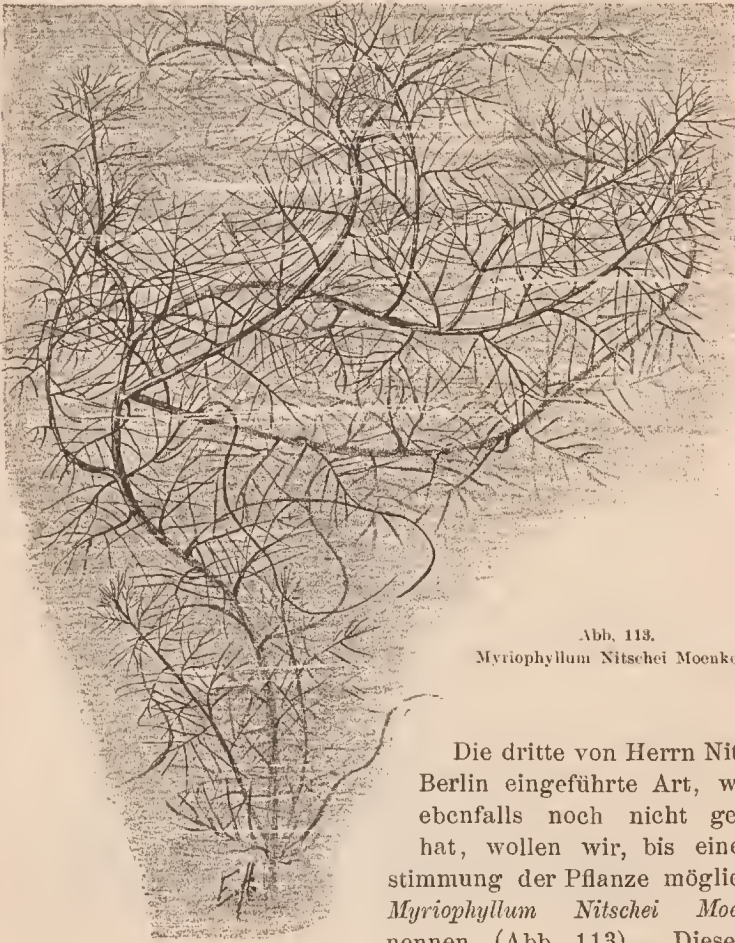 Abb. 113.
Myriophyllum Nitschei Moenk
Die dritte von Herrn Nit
Berlin eingeführte Art, w
ebenfalls noch nicht ge
hat, wollen wir, bis eine
stimmung der Pflanze möglic
Myriophyllum Nitschei Moe
nennen (Abb. 113). Diese